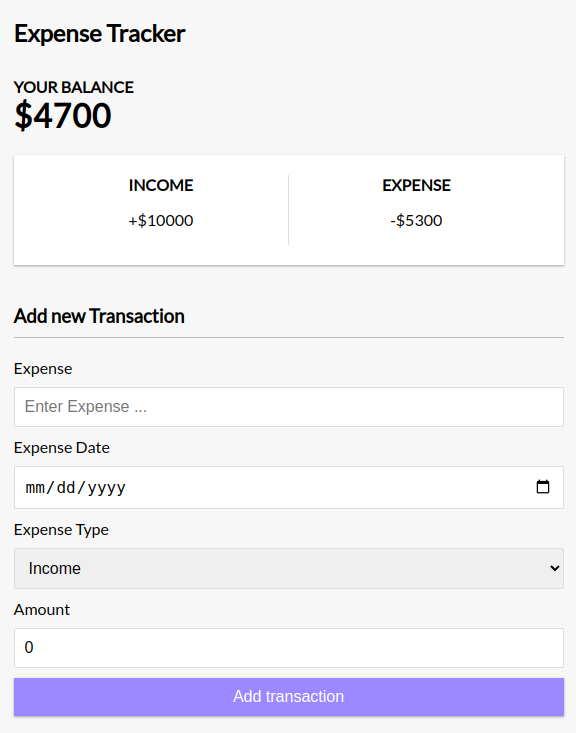 Expense Tracker
YOUR BALANCE
$4700
INCOME EXPENSE
+$10000 -$5300
Add new Transaction
Expense
Enter Expense ...
Expense Date
mm/dd/yyyy
Expense Type
Income
Amount
0
Add transaction